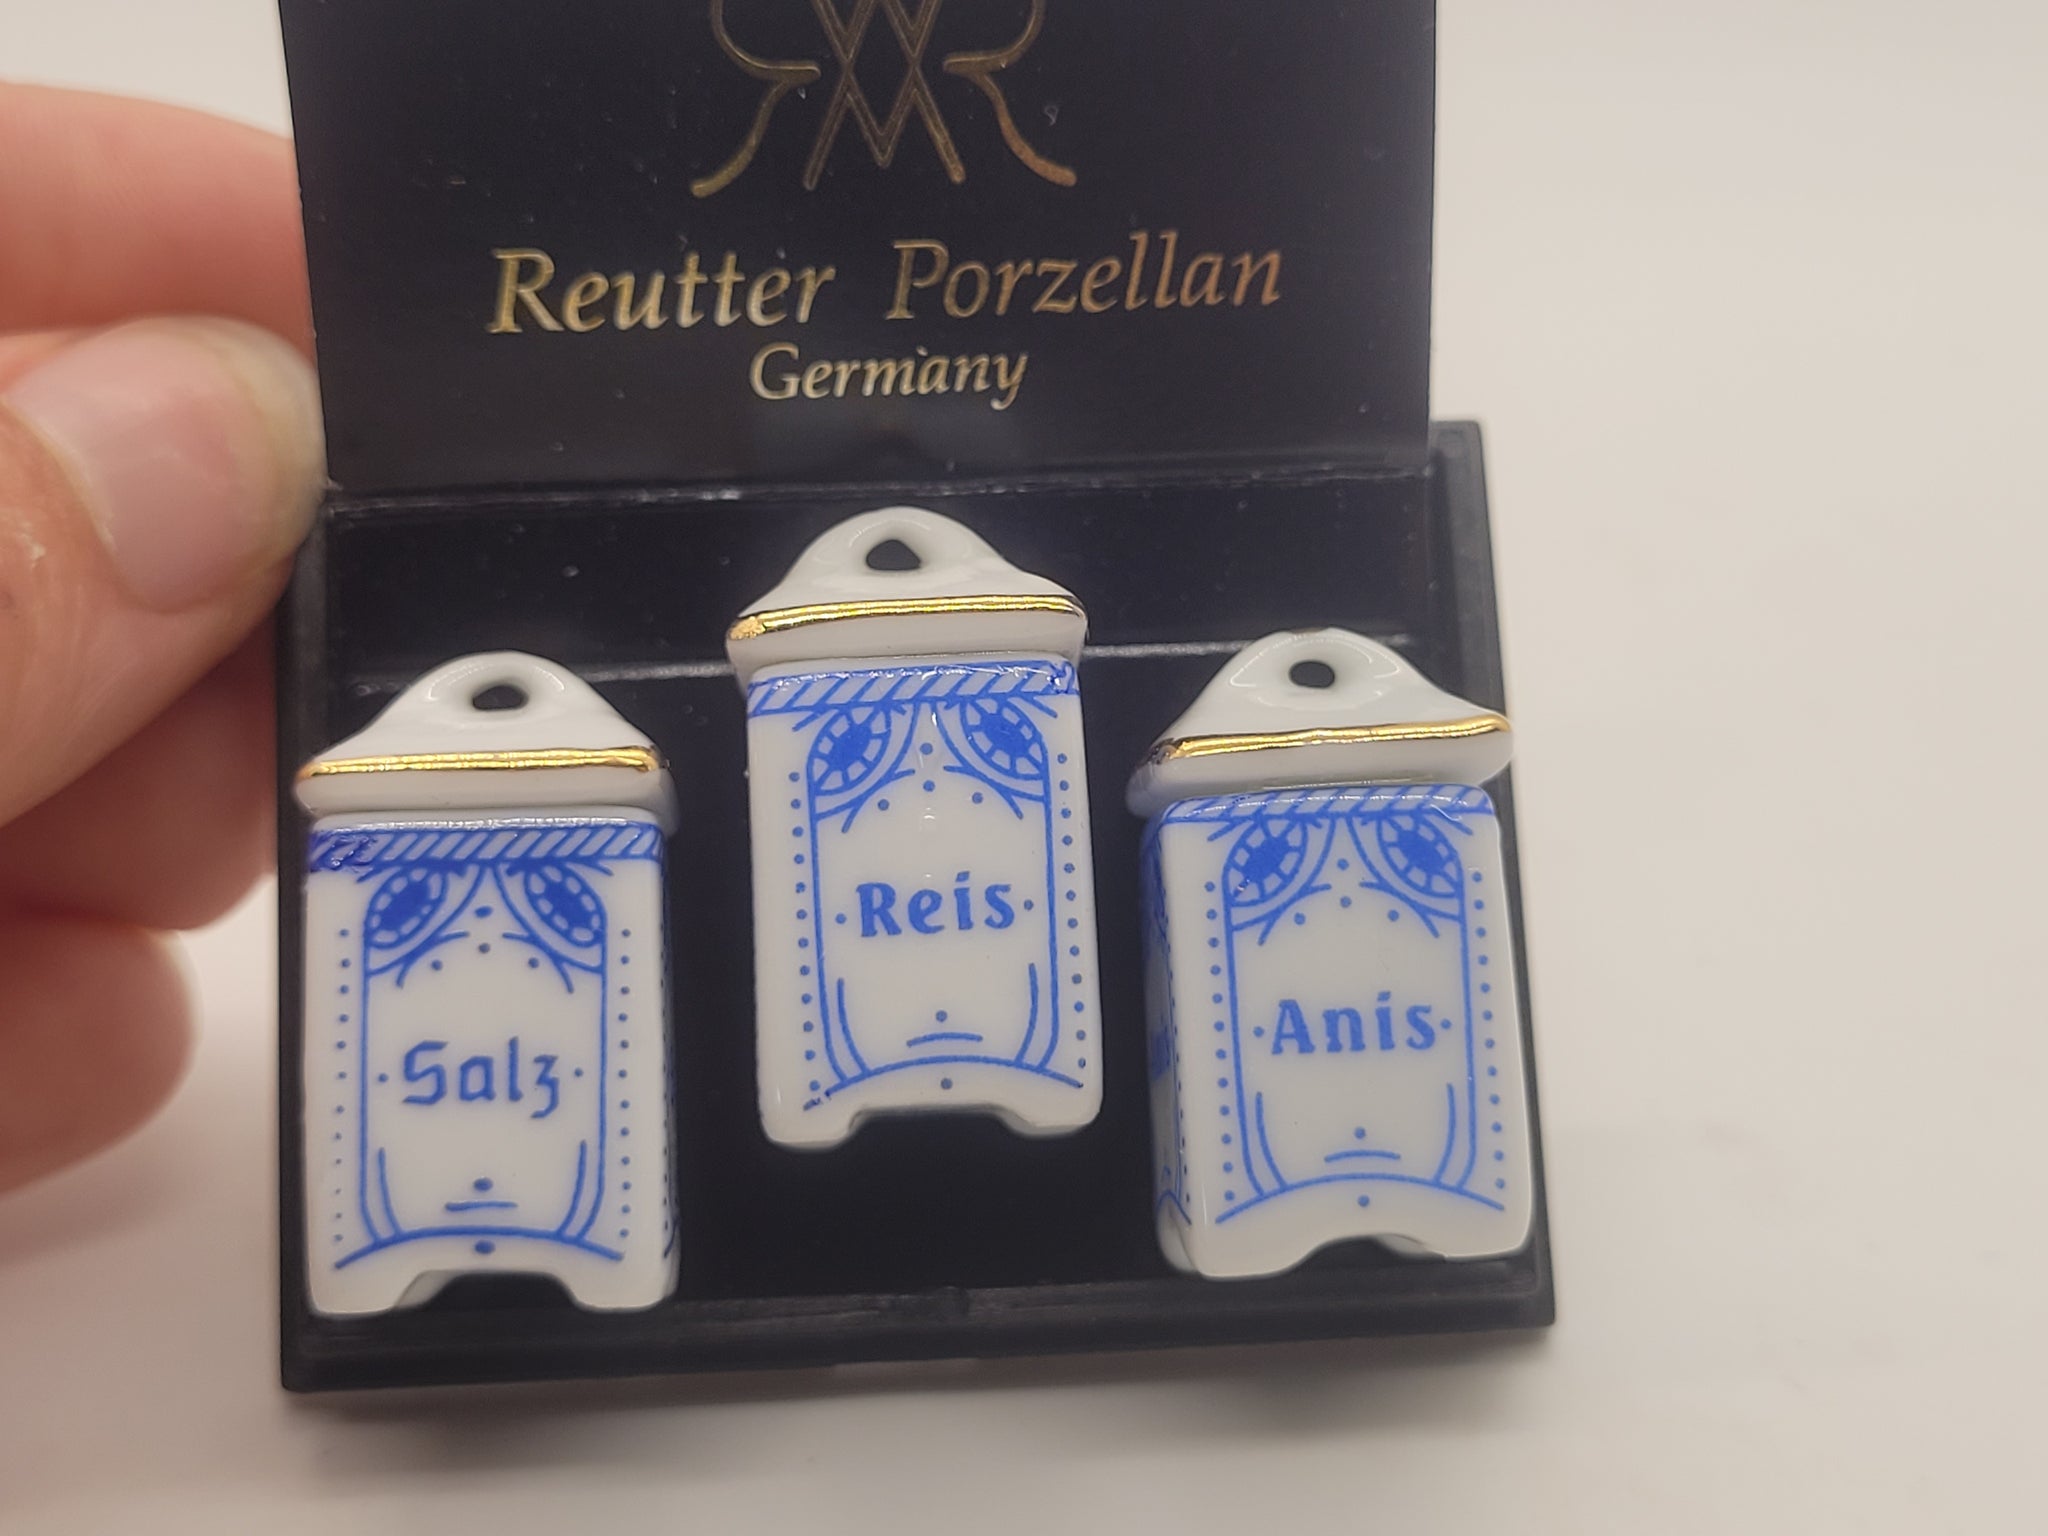 Reutter Porzellan
Germany
·Salz·
·Reis·
·Anis·